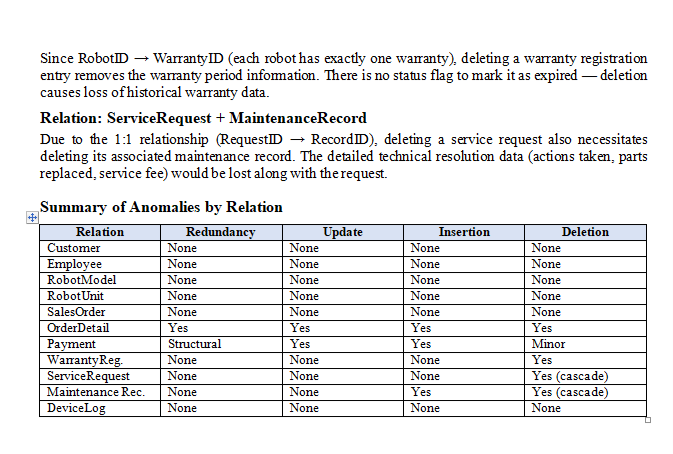 Since RobotID → WarrantyID (each robot has exactly one warranty), deleting a warranty registration
entry removes the warranty period information. There is no status flag to mark it as expired — deletion
causes loss of historical warranty data.
Relation: ServiceRequest + MaintenanceRecord
Due to the 1:1 relationship (RequestID → RecordID), deleting a service request also necessitates
deleting its associated maintenance record. The detailed technical resolution data (actions taken, parts
replaced, service fee) would be lost along with the request.
Summary of Anomalies by Relation
Relation Redundancy Update Insertion Deletion
Customer None None None None
Employee None None None None
RobotModel None None None None
RobotUnit None None None None
SalesOrder None None None None
OrderDetail Yes Yes Yes Yes
Payment Structural Yes Yes Minor
WarrantyReg. None None None Yes
ServiceRequest None None None Yes (cascade)
Maintenance Rec. None None Yes Yes (cascade)
DeviceLog None None None None